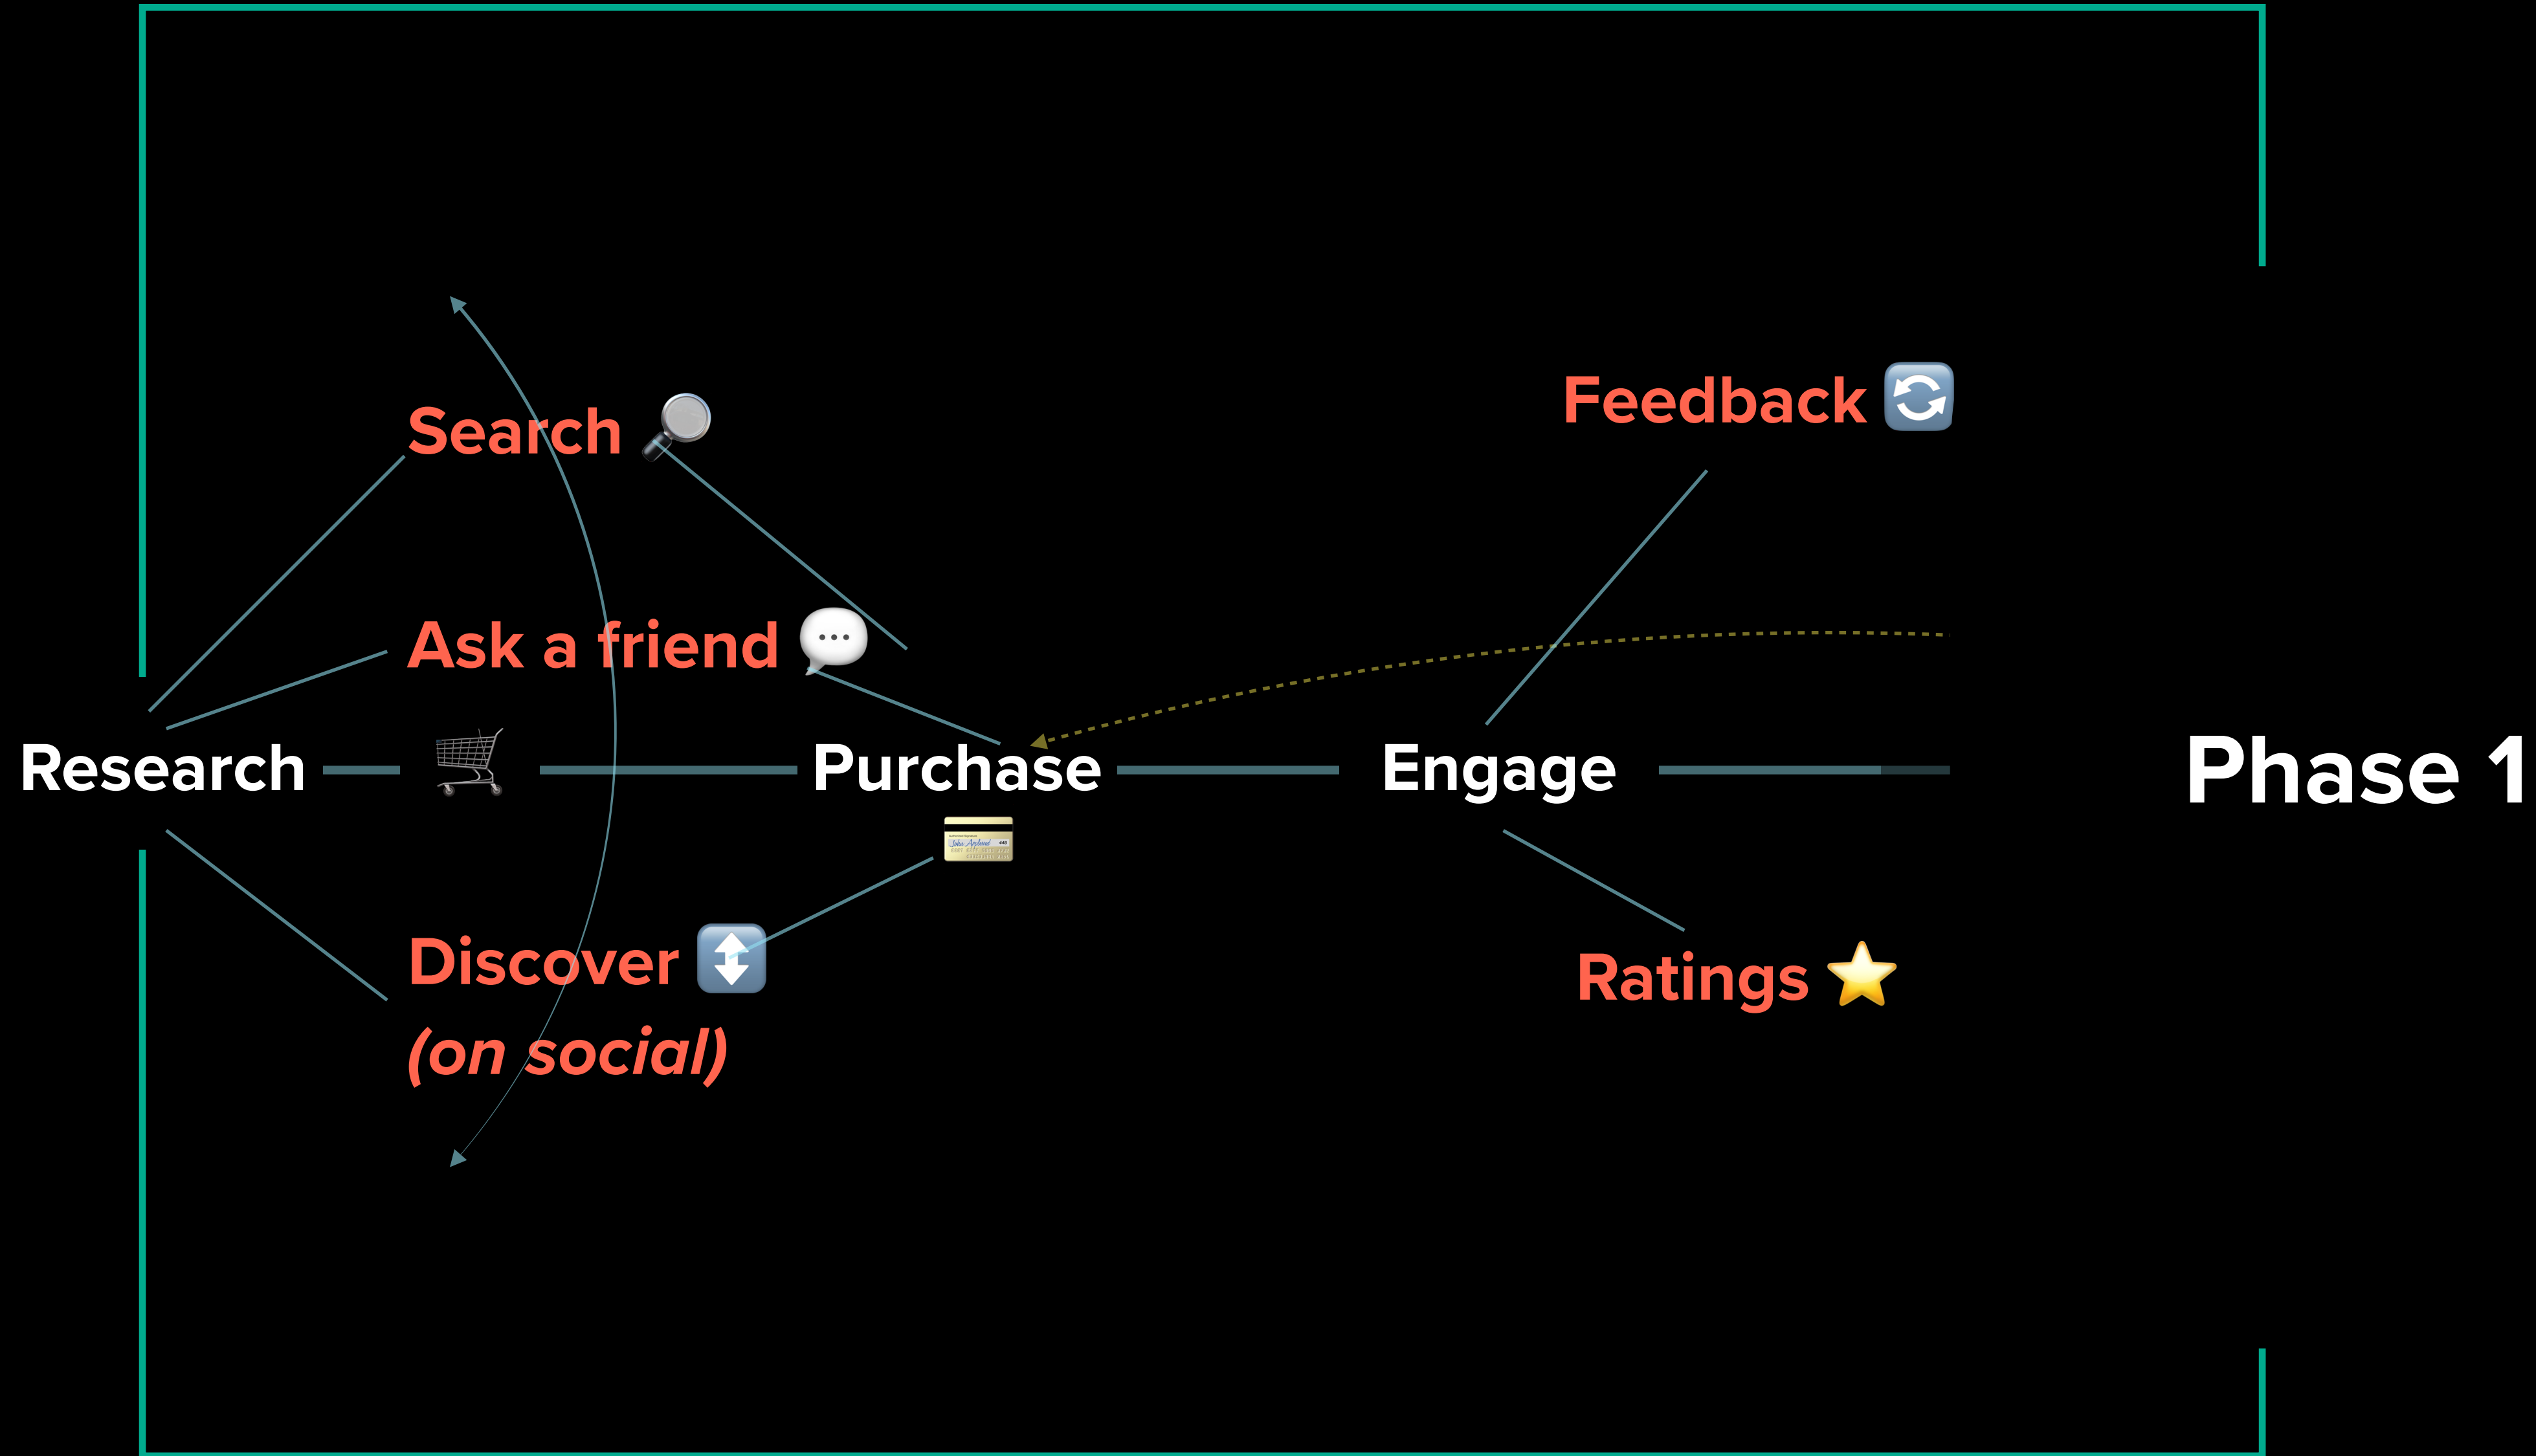 Search
Ask a friend
Research
Purchase
Discover
(on social)
Feedback
Engage
Ratings
Phase 1